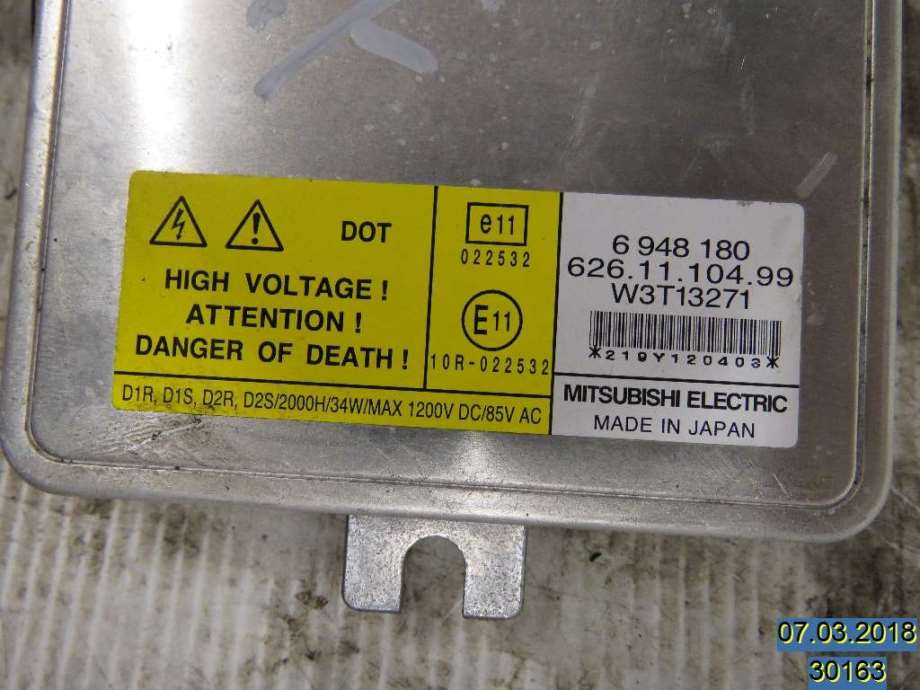 DOT
HIGH VOLTAGE !
ATTENTION !
DANGER OF DEATH !
D1R, D1S, D2R, D2S/2000H/34W/MAX 1200V DC/85V AC
e11
022532
E11
10R-022532
6 948 180
626.11.104.99
W3T13271
*219Y120403*
MITSUBISHI ELECTRIC
MADE IN JAPAN
07.03.2018
30163